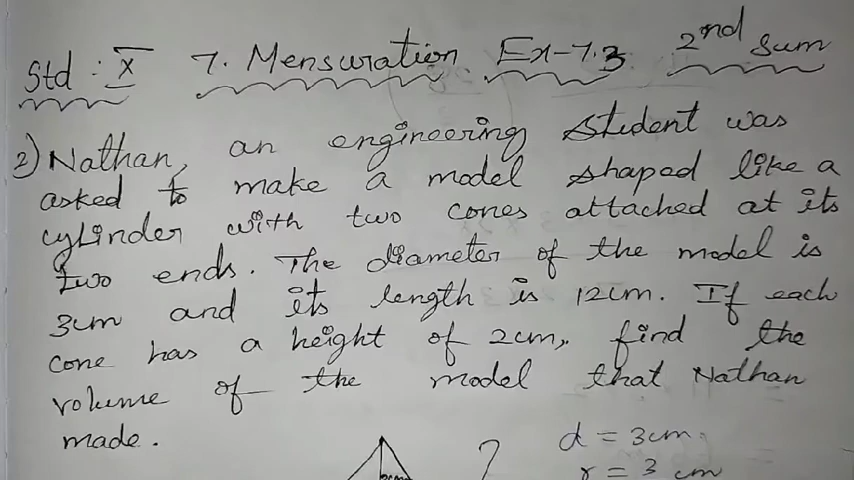 Std : X 7. Mensuration Ex-7.3 2nd Sum
2) Nathan, an engineering student was
asked to make a model shaped like a
cylinder with two cones attached at its
two ends. The diameter of the model is
3cm and its length is 12cm. If each
cone has a height of 2cm, find the
volume of the model that Nathan
made.
d = 3cm.
r = 3 cm